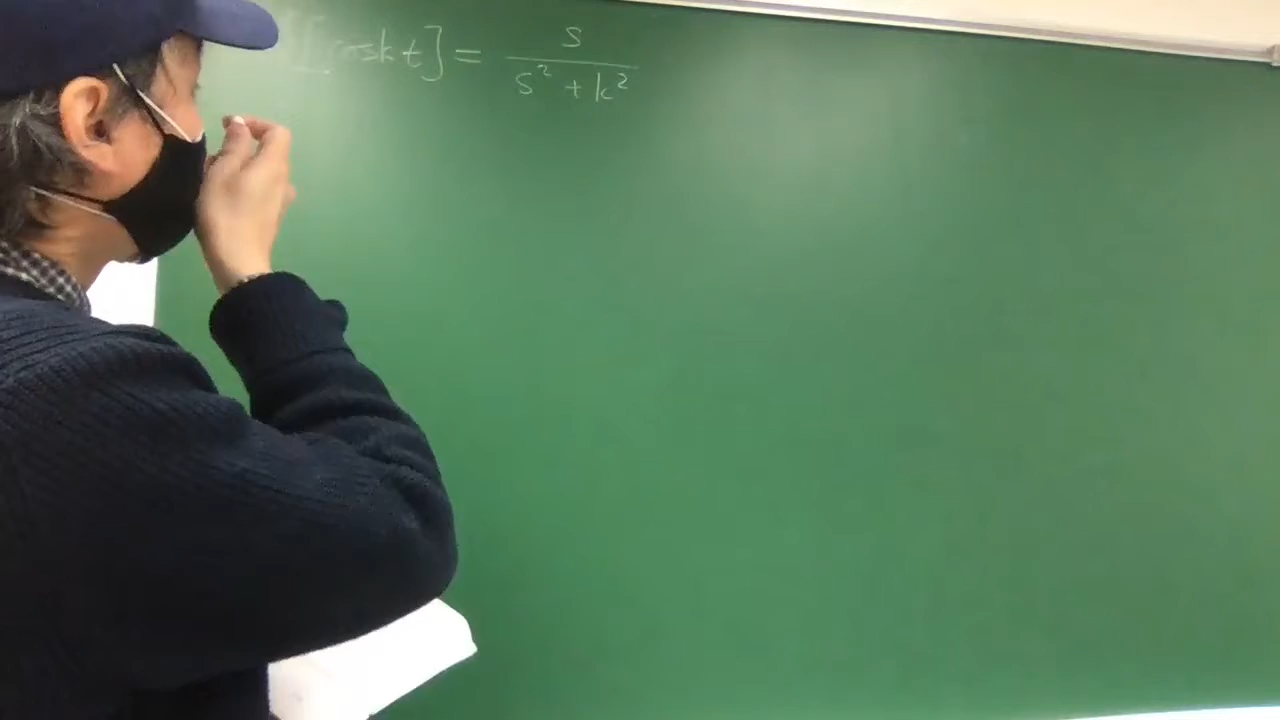 [cos kt] = s / (s² + k²)